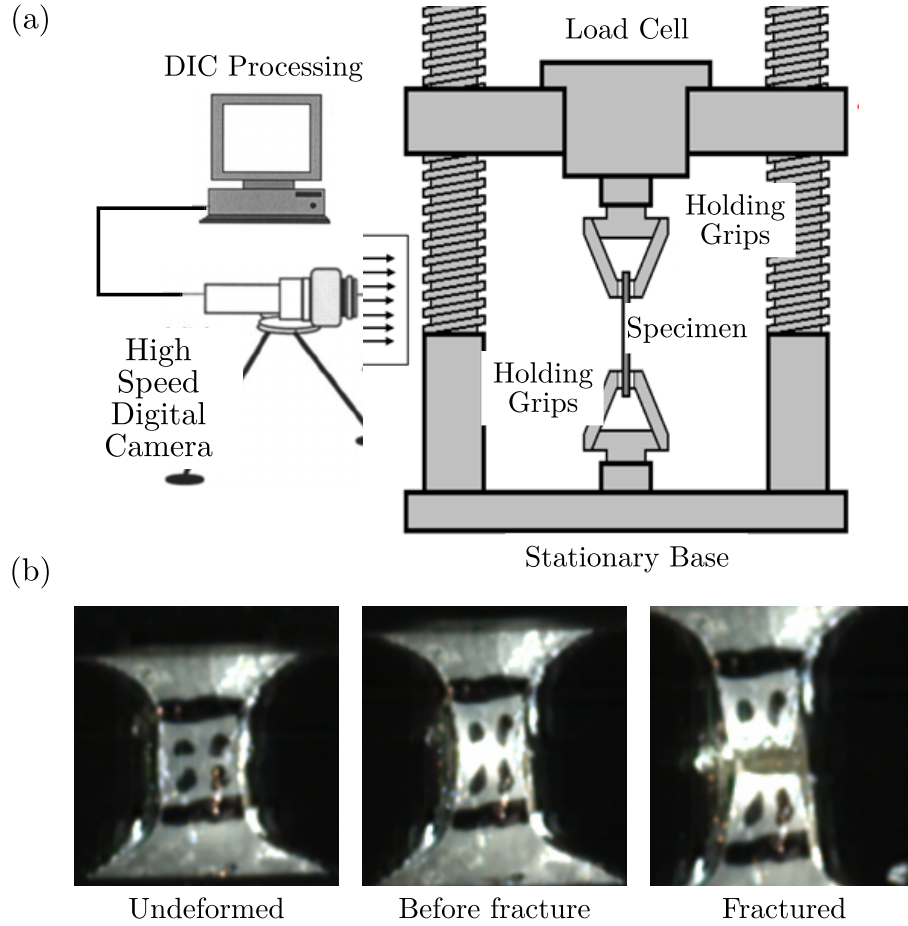 (a)
Load Cell
DIC Processing
Holding
Grips
Specimen
High
Speed
Digital
Camera
Holding
Grips
Stationary Base
(b)
Undeformed
Before fracture
Fractured